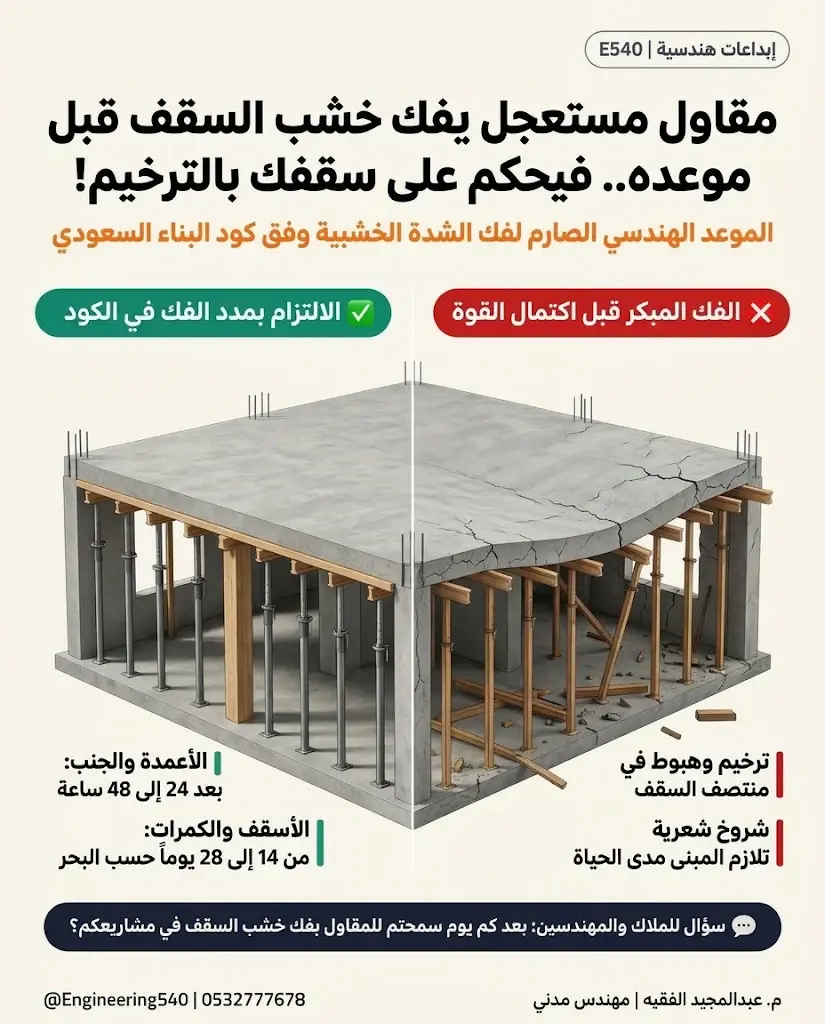 إبداعات هندسية | E540
مقاول مستعجل يفك خشب السقف قبل
موعده.. فيحكم على سقفك بالترخيم!
الموعد الهندسي الصارم لفك الشدة الخشبية وفق كود البناء السعودي
❌ الفك المبكر قبل اكتمال القوة
✅ الالتزام بمدد الفك في الكود
ترخيم وهبوط في
منتصف السقف
شروخ شعرية
تلازم المبنى مدى الحياة
الأعمدة والجنب:
بعد 24 إلى 48 ساعة
الأسقف والكمرات:
من 14 إلى 28 يوماً حسب البحر
💬 سؤال للملاك والمهندسين: بعد كم يوم سمحتم للمقاول بفك خشب السقف في مشاريعكم؟
م. عبدالمجيد الفقيه | مهندس مدني
@Engineering540 | 0532777678